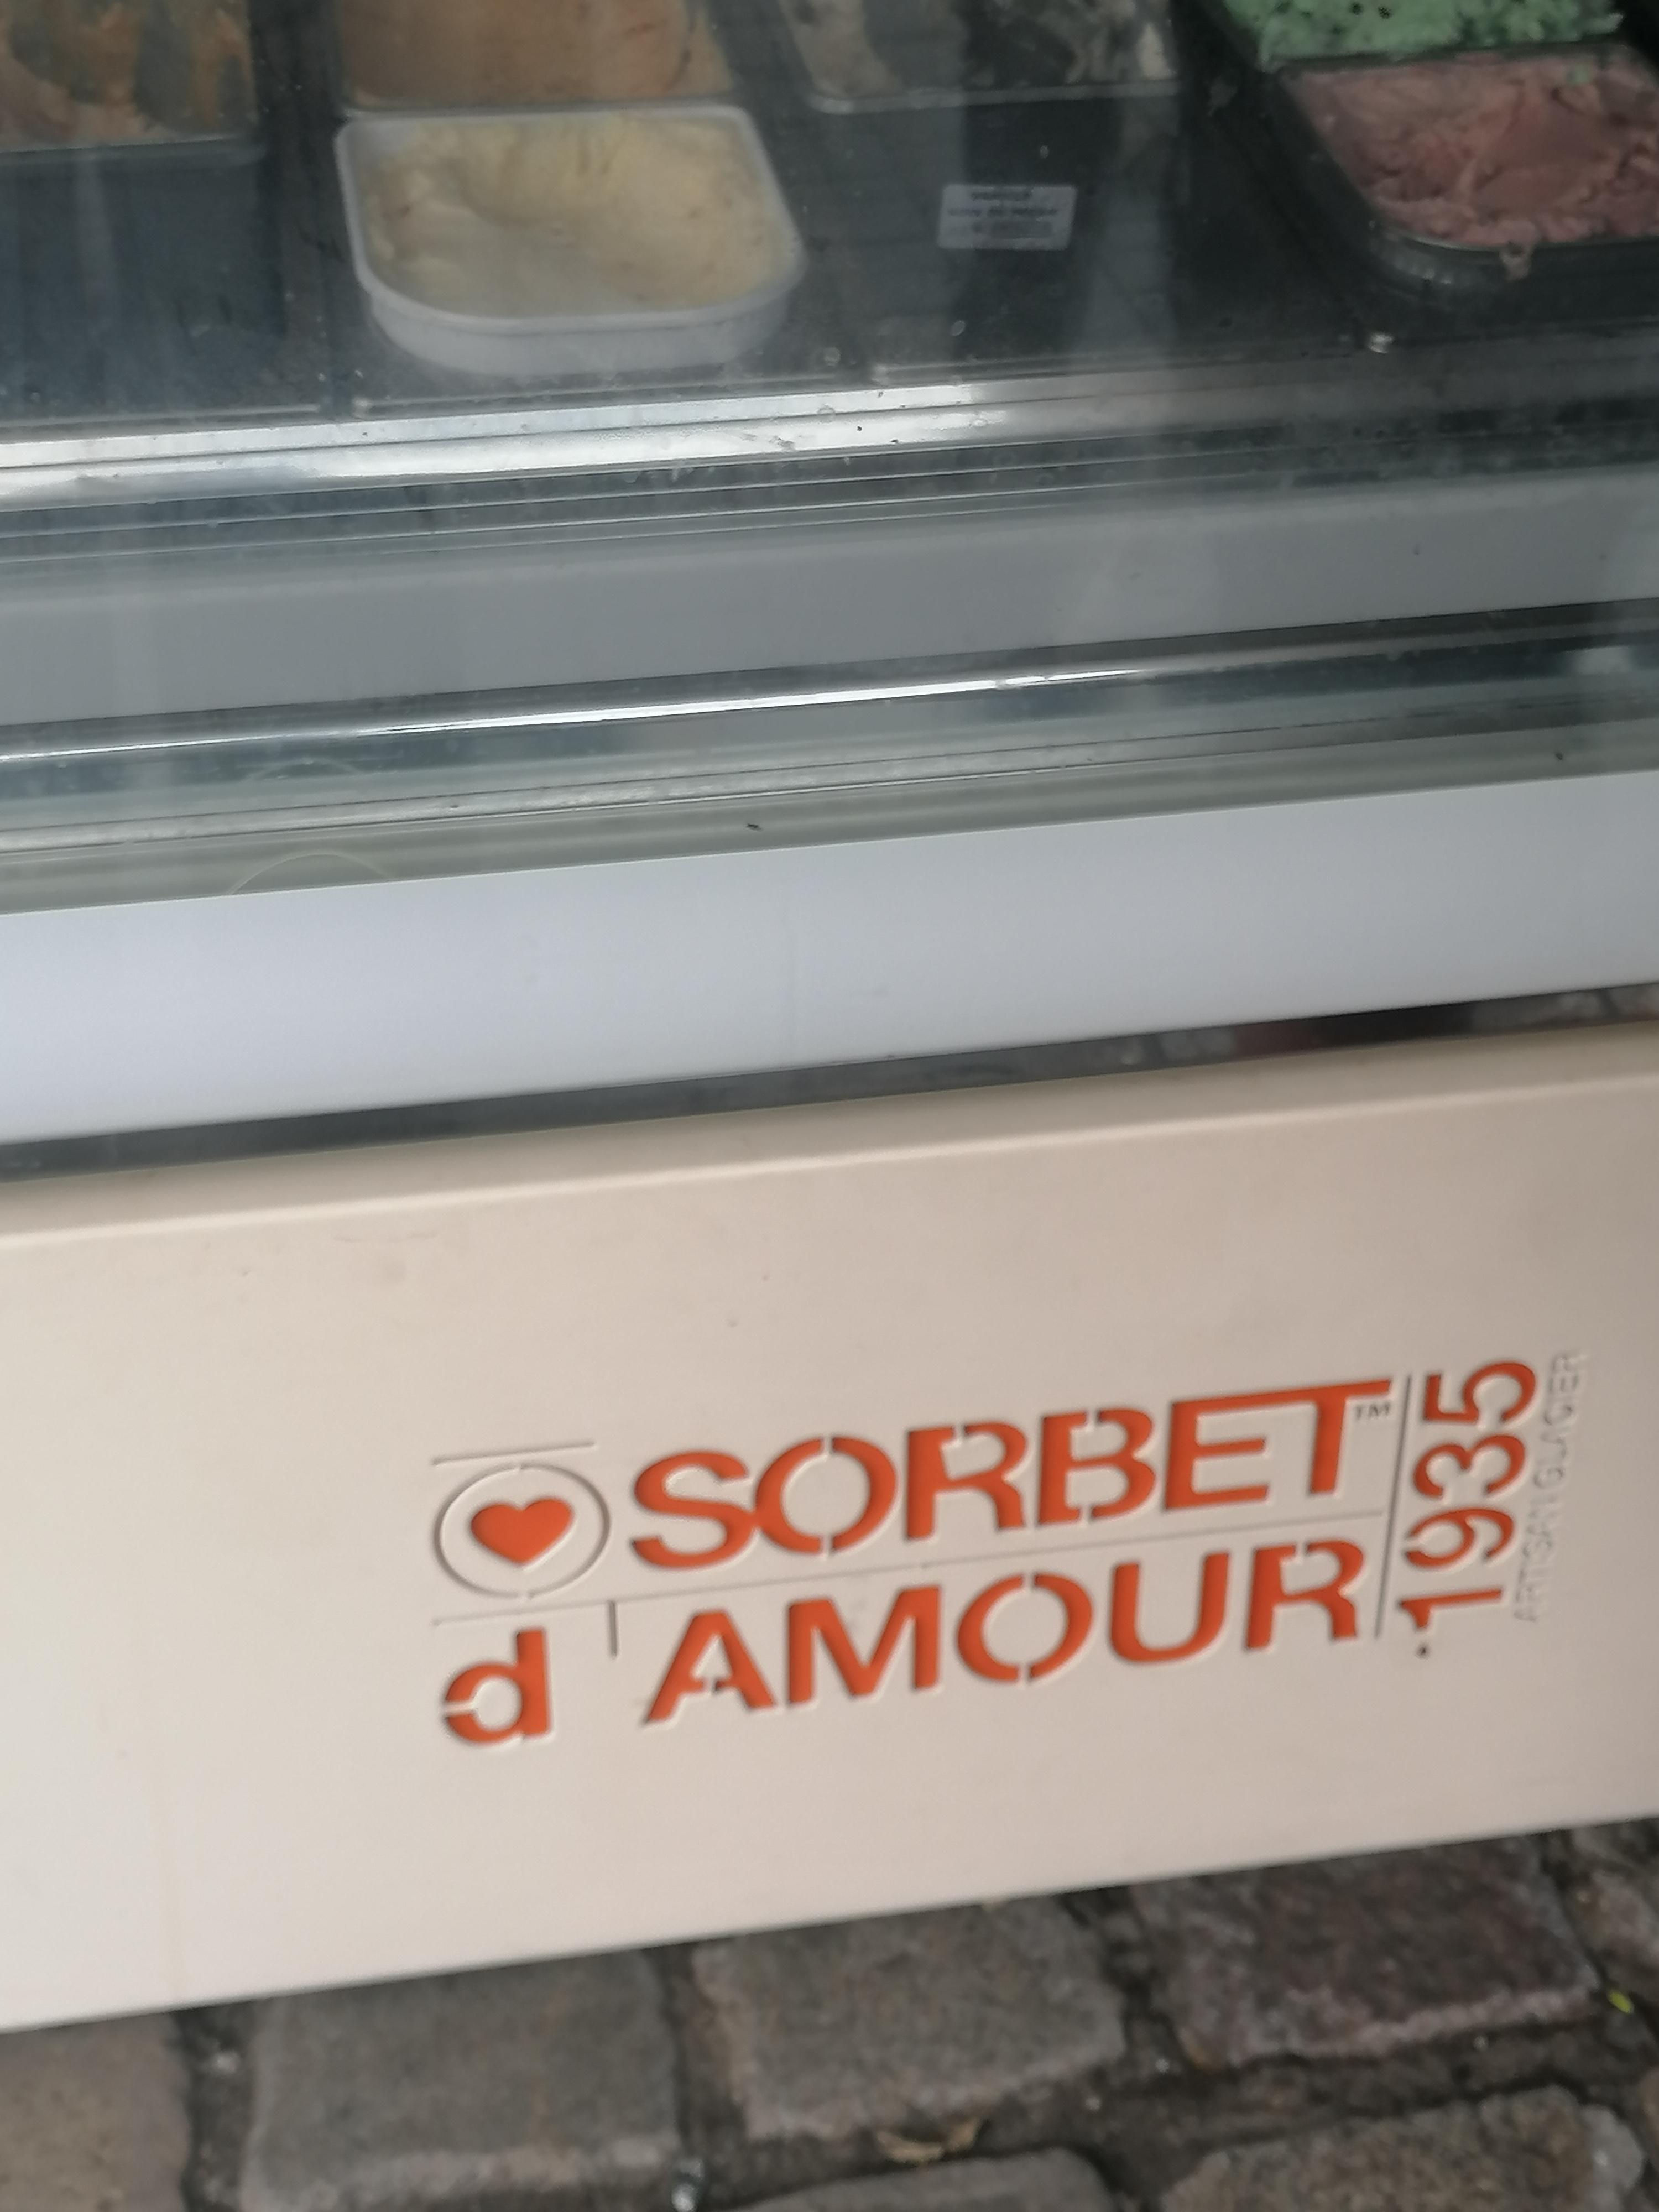 SORBET™
d'AMOUR
1935
ARTISAN GLACIER